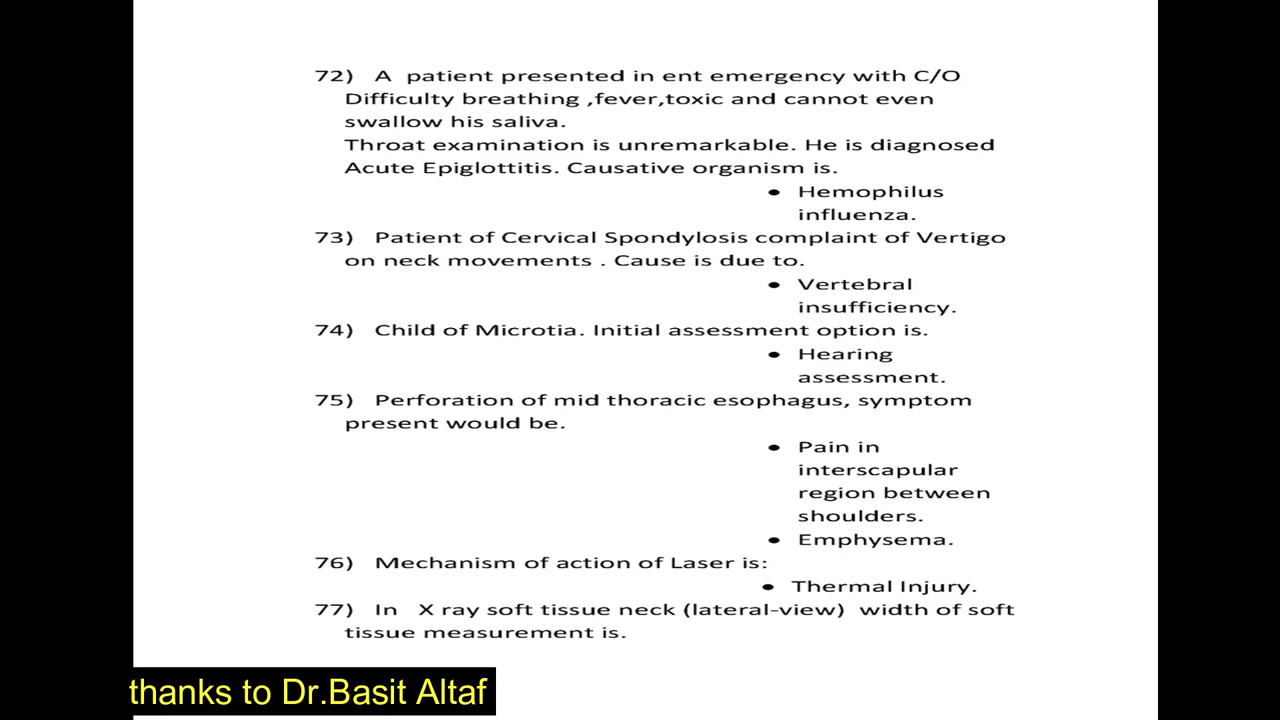 72) A patient presented in ent emergency with C/O
Difficulty breathing ,fever,toxic and cannot even
swallow his saliva.
Throat examination is unremarkable. He is diagnosed
Acute Epiglottitis. Causative organism is.
• Hemophilus
influenza.
73) Patient of Cervical Spondylosis complaint of Vertigo
on neck movements . Cause is due to.
• Vertebral
insufficiency.
74) Child of Microtia. Initial assessment option is.
• Hearing
assessment.
75) Perforation of mid thoracic esophagus, symptom
present would be.
• Pain in
interscapular
region between
shoulders.
• Emphysema.
76) Mechanism of action of Laser is:
• Thermal Injury.
77) In X ray soft tissue neck (lateral-view) width of soft
tissue measurement is.
thanks to Dr.Basit Altaf